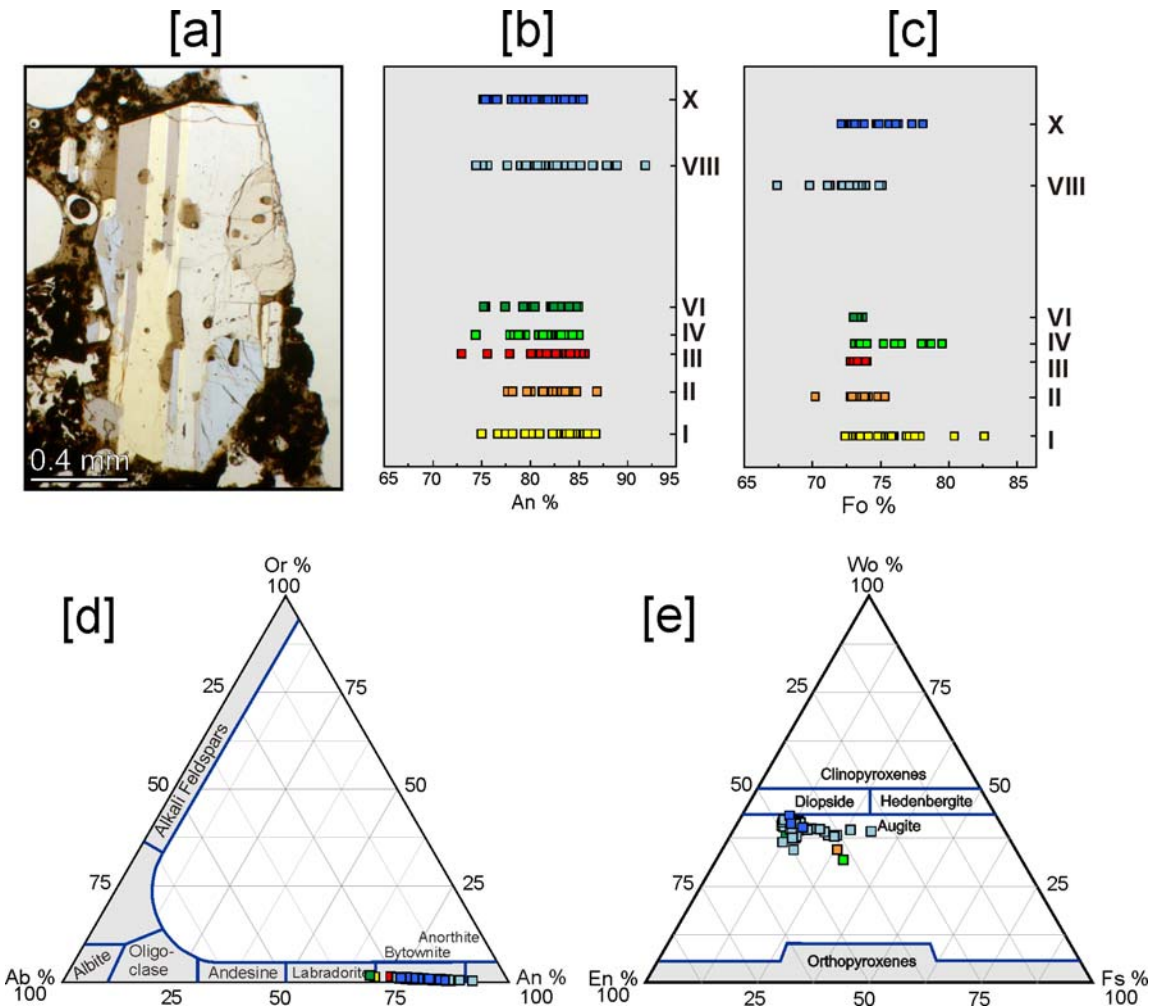 [a]
[b]
[c]
0.4 mm
X
VIII
VI
IV
III
II
I
65 70 75 80 85 90 95
An %
X
VIII
VI
IV
III
II
I
65 70 75 80 85
Fo %
[d]
Or %
100
25 75
Alkali Feldspars
50 50
75 25
Albite
Oligo-
clase
Andesine
Labradorite
Bytownite
Anorthite
Ab %
100
25 50 75
An %
100
[e]
Wo %
100
25 75
Clinopyroxenes
50 50
Diopside Hedenbergite
Augite
75 25
Orthopyroxenes
En %
100
25 50 75
Fs %
100